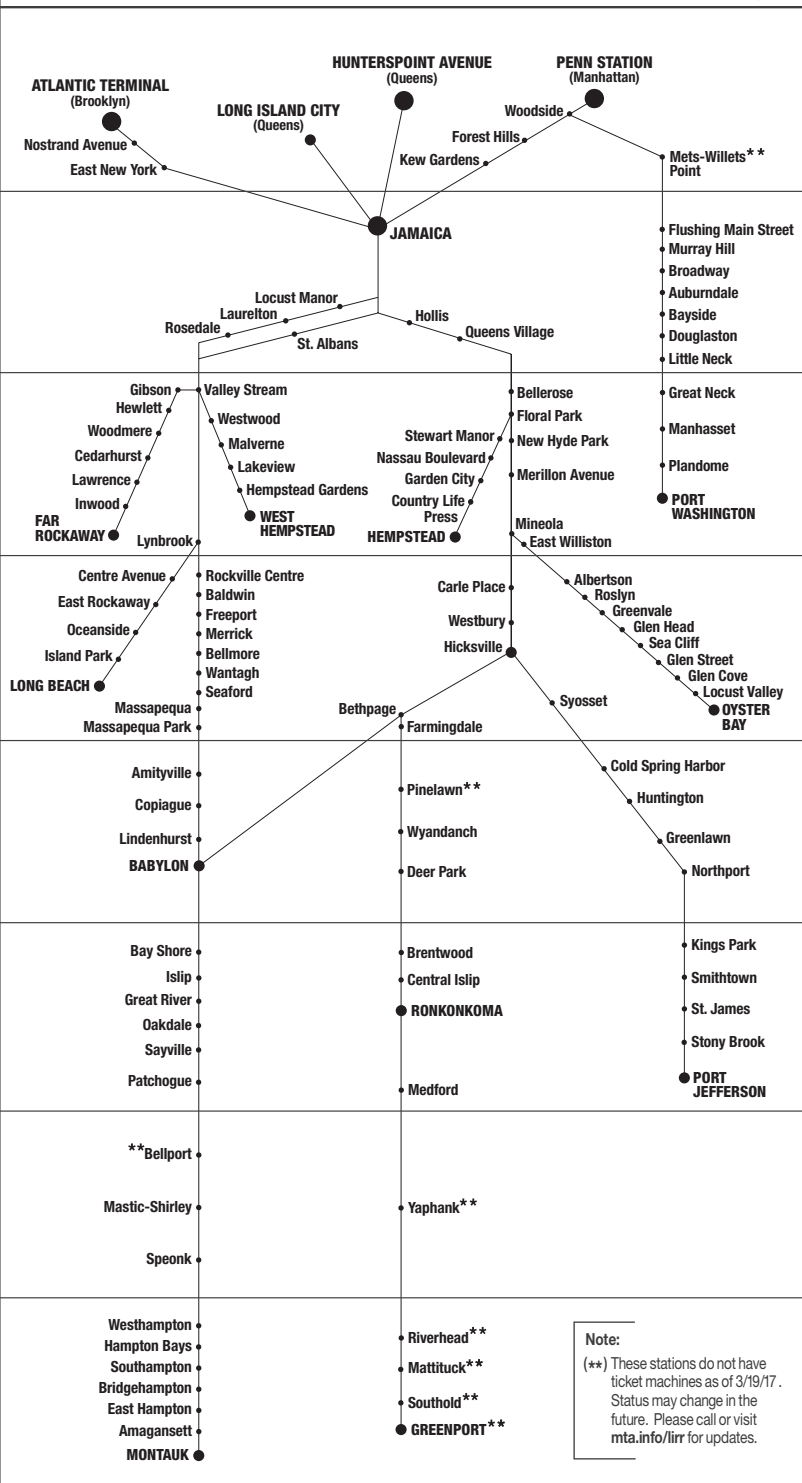 HUNTERSPOINT AVENUE
(Queens)
PENN STATION
(Manhattan)
ATLANTIC TERMINAL
(Brooklyn)
LONG ISLAND CITY
(Queens)
Woodside
Nostrand Avenue
Forest Hills
East New York
Kew Gardens
Mets-Willets**
Point
JAMAICA
Flushing Main Street
Murray Hill
Broadway
Auburndale
Bayside
Douglaston
Little Neck
Locust Manor
Laurelton
Rosedale
St. Albans
Hollis
Queens Village
Gibson
Valley Stream
Hewlett
Westwood
Woodmere
Malverne
Cedarhurst
Lakeview
Lawrence
Hempstead Gardens
Inwood
WEST
HEMPSTEAD
FAR
ROCKAWAY
Lynbrook
Bellerose
Floral Park
Stewart Manor
New Hyde Park
Nassau Boulevard
Merillon Avenue
Garden City
Country Life
Press
HEMPSTEAD
Mineola
East Williston
Great Neck
Manhasset
Plandome
PORT
WASHINGTON
Centre Avenue
Rockville Centre
East Rockaway
Baldwin
Freeport
Oceanside
Merrick
Island Park
Bellmore
Wantagh
LONG BEACH
Seaford
Massapequa
Massapequa Park
Carle Place
Westbury
Hicksville
Bethpage
Farmingdale
Syosset
Albertson
Roslyn
Greenvale
Glen Head
Sea Cliff
Glen Street
Glen Cove
Locust Valley
OYSTER
BAY
Amityville
Copiague
Lindenhurst
BABYLON
Pinelawn**
Wyandanch
Deer Park
Cold Spring Harbor
Huntington
Greenlawn
Northport
Bay Shore
Islip
Great River
Oakdale
Sayville
Patchogue
Brentwood
Central Islip
RONKONKOMA
Medford
Kings Park
Smithtown
St. James
Stony Brook
PORT
JEFFERSON
**Bellport
Mastic-Shirley
Speonk
Yaphank**
Westhampton
Hampton Bays
Southampton
Bridgehampton
East Hampton
Amagansett
MONTAUK
Riverhead**
Mattituck**
Southold**
GREENPORT**
Note:
(**) These stations do not have
ticket machines as of 3/19/17 .
Status may change in the
future. Please call or visit
mta.info/lirr for updates.